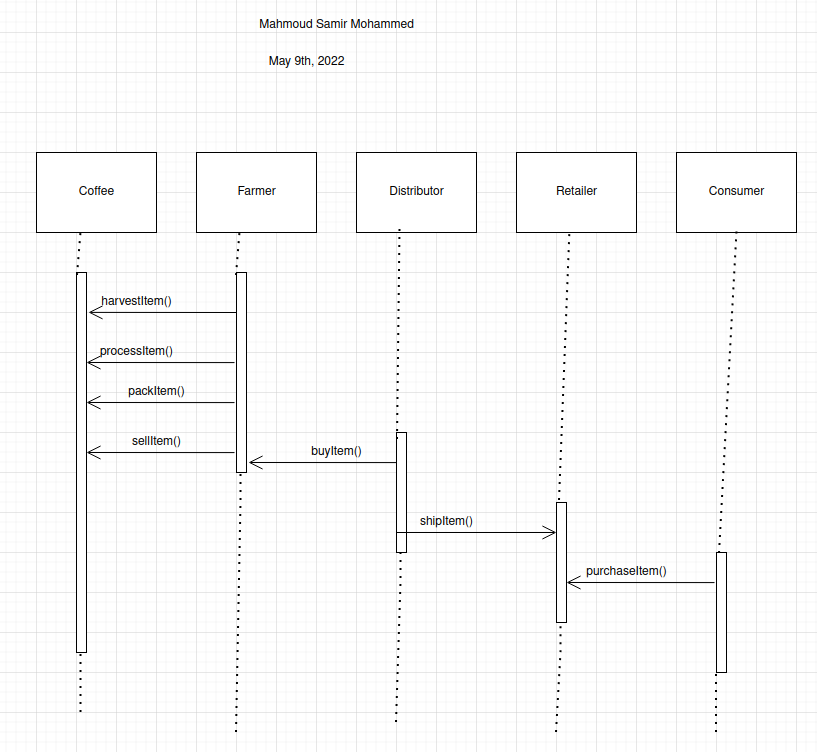 Mahmoud Samir Mohammed
May 9th, 2022
Coffee
Farmer
Distributor
Retailer
Consumer
harvestItem()
processItem()
packItem()
sellItem()
buyItem()
shipItem()
purchaseItem()